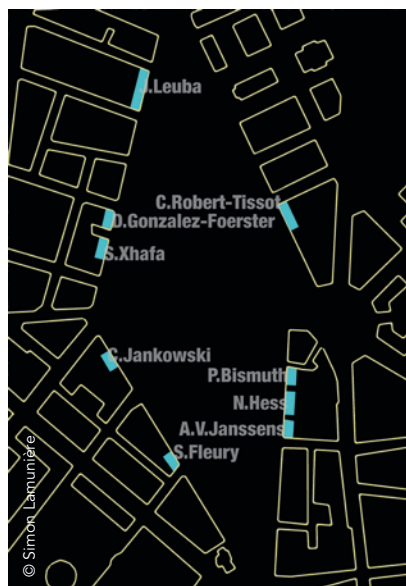 J.Leuba
C.Robert-Tissot
D.Gonzalez-Foerster
S.Xhafa
C.Jankowski
P.Bismuth
N.Hess
A.V.Janssens
S.Fleury
© Simon Lamunière